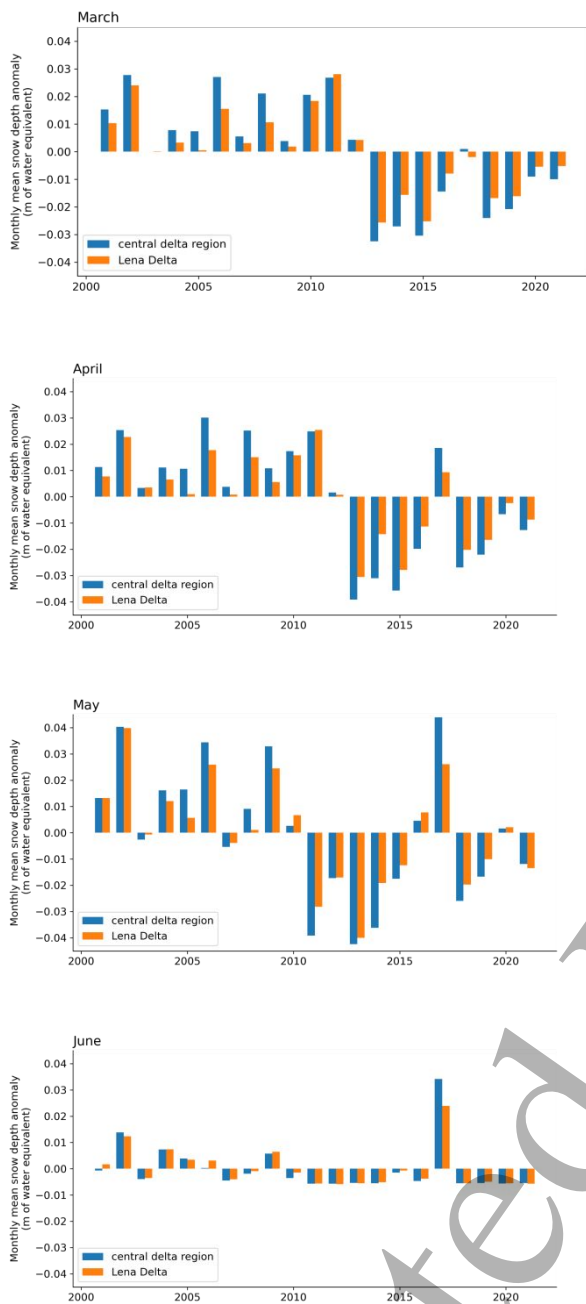 March
Monthly mean snow depth anomaly
(m of water equivalent)
0.04
0.03
0.02
0.01
0.00
−0.01
−0.02
−0.03
−0.04
central delta region
Lena Delta
2000 2005 2010 2015 2020
April
Monthly mean snow depth anomaly
(m of water equivalent)
0.04
0.03
0.02
0.01
0.00
−0.01
−0.02
−0.03
−0.04
central delta region
Lena Delta
2000 2005 2010 2015 2020
May
Monthly mean snow depth anomaly
(m of water equivalent)
0.04
0.03
0.02
0.01
0.00
−0.01
−0.02
−0.03
−0.04
central delta region
Lena Delta
2000 2005 2010 2015 2020
June
Monthly mean snow depth anomaly
(m of water equivalent)
0.04
0.03
0.02
0.01
0.00
−0.01
−0.02
−0.03
−0.04
central delta region
Lena Delta
2000 2005 2010 2015 2020
ted